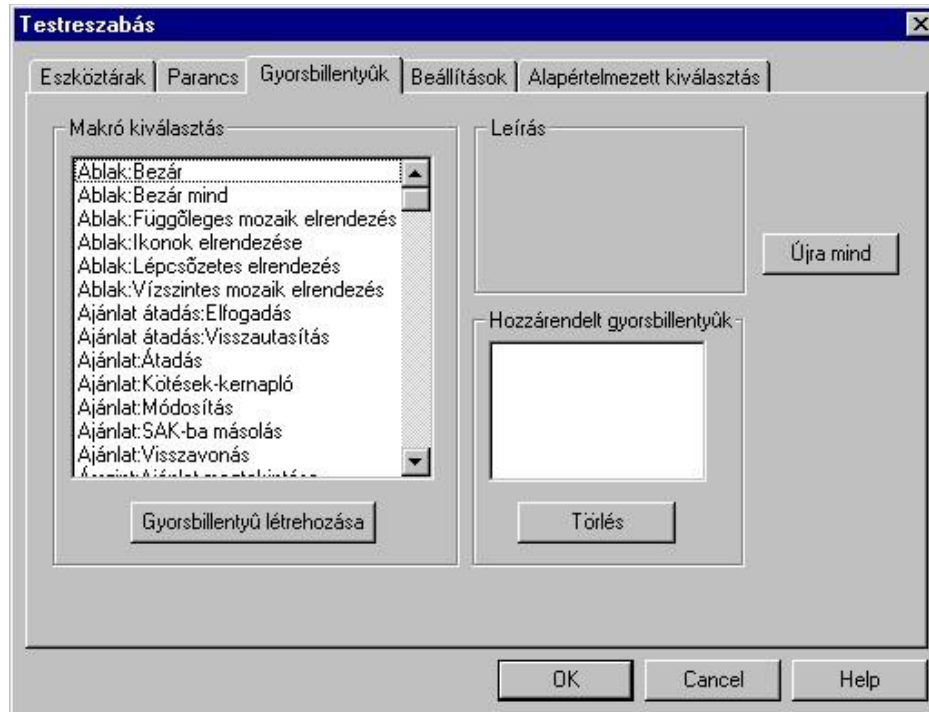 Testreszabás
Eszköztárak
Parancs
Gyorsbillentyûk
Beállítások
Alapértelmezett kiválasztás
Makró kiválasztás
Ablak:Bezár
Ablak:Bezár mind
Ablak:Függõleges mozaik elrendezés
Ablak:Ikonok elrendezése
Ablak:Lépcsõzetes elrendezés
Ablak:Vízszintes mozaik elrendezés
Ajánlat átadás:Elfogadás
Ajánlat átadás:Visszautasítás
Ajánlat:Átadás
Ajánlat:Kötések-kernapló
Ajánlat:Módosítás
Ajánlat:SAK-ba másolás
Ajánlat:Visszavonás
Gyorsbillentyû létrehozása
Leírás
Újra mind
Hozzárendelt gyorsbillentyûk
Törlés
OK
Cancel
Help